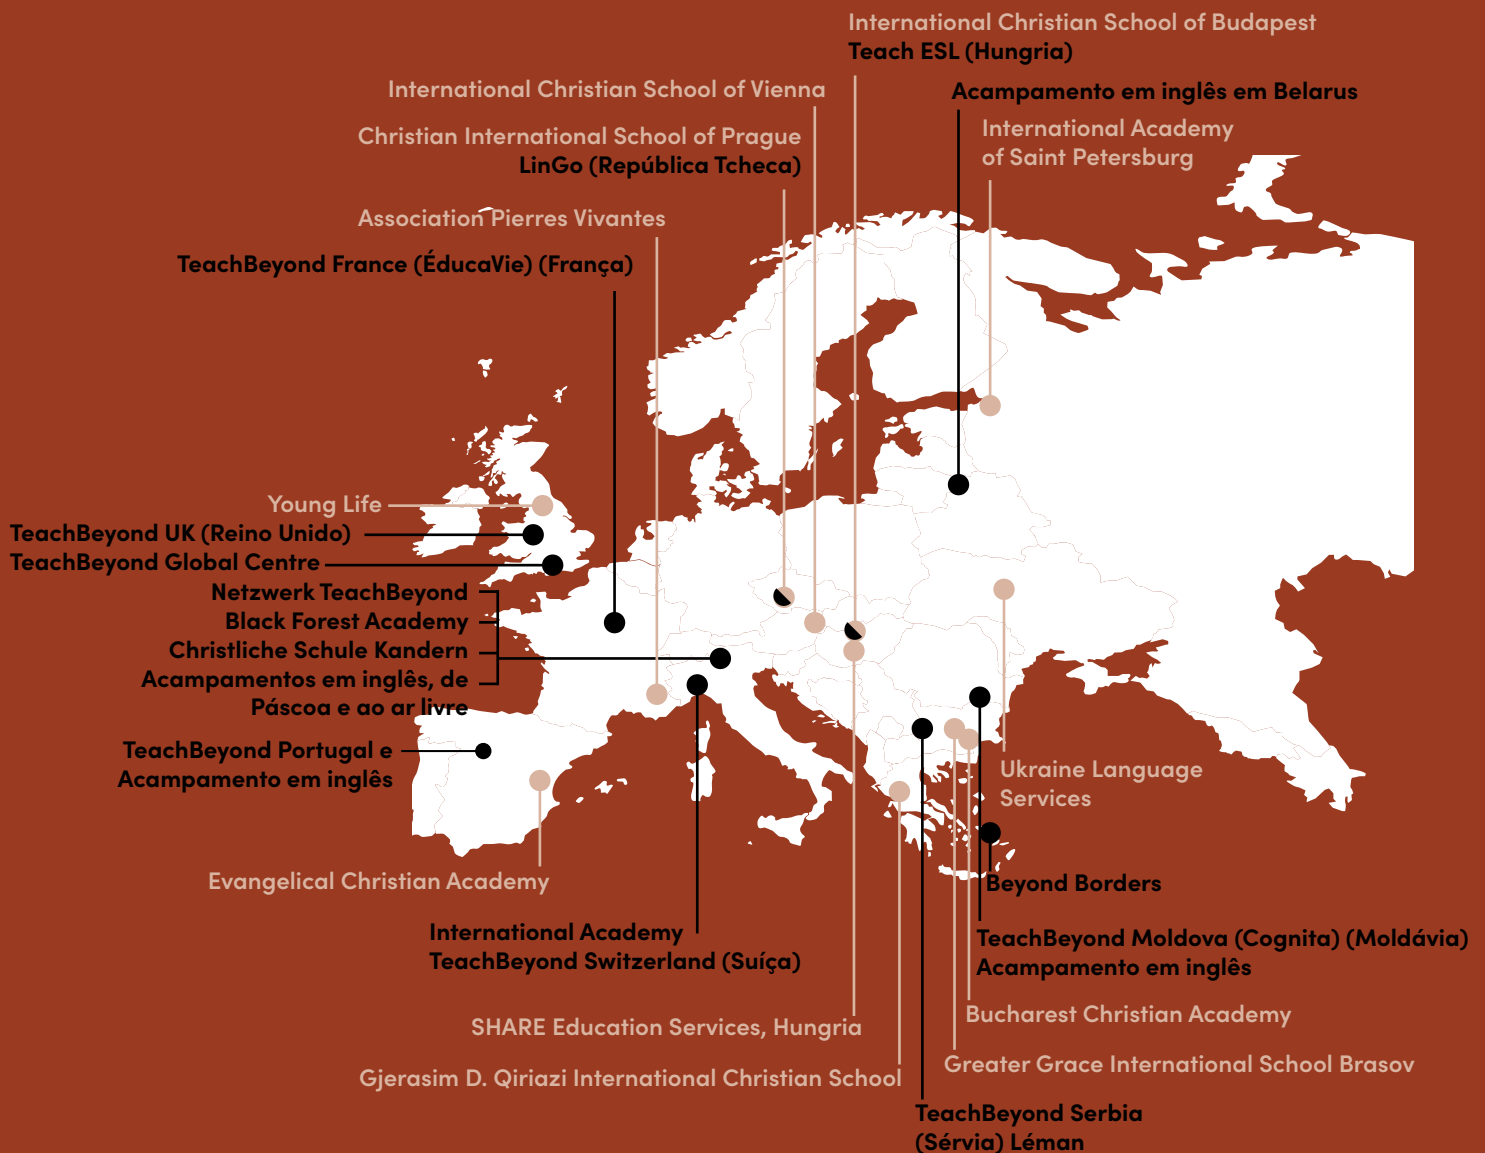 International Christian School of Budapest
Teach ESL (Hungria)
International Christian School of Vienna
Acampamento em inglês em Belarus
Christian International School of Prague
LinGo (República Tcheca)
International Academy
of Saint Petersburg
Association Pierres Vivantes
TeachBeyond France (ÉducaVie) (França)
Young Life
TeachBeyond UK (Reino Unido)
TeachBeyond Global Centre
Netzwerk TeachBeyond
Black Forest Academy
Christliche Schule Kandern
Acampamentos em inglês, de
Páscoa e ao ar livre
TeachBeyond Portugal e
Acampamento em inglês
Ukraine Language
Services
Evangelical Christian Academy
Beyond Borders
International Academy
TeachBeyond Switzerland (Suíça)
TeachBeyond Moldova (Cognita) (Moldávia)
Acampamento em inglês
SHARE Education Services, Hungria
Bucharest Christian Academy
Gjerasim D. Qiriazi International Christian School
Greater Grace International School Brasov
TeachBeyond Serbia
(Sérvia) Léman